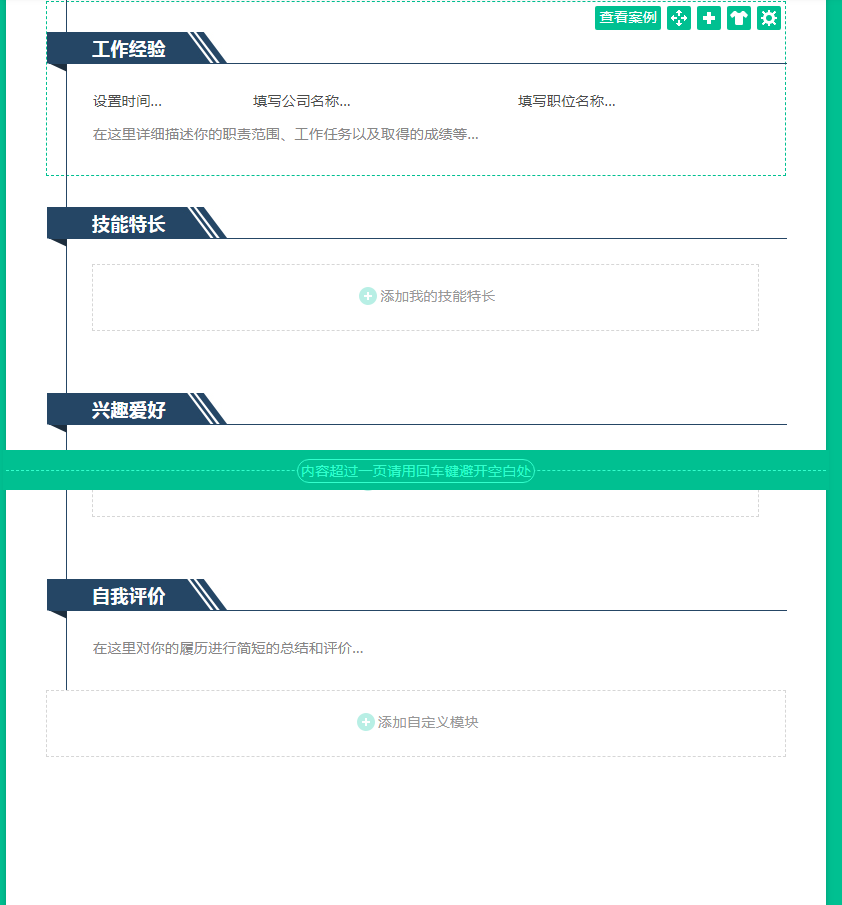 查看案例
工作经验
设置时间... 填写公司名称... 填写职位名称...
在这里详细描述你的职责范围、工作任务以及取得的成绩等...
技能特长
添加我的技能特长
兴趣爱好
内容超过一页请用回车键避开空白处
自我评价
在这里对你的履历进行简短的总结和评价...
添加自定义模块